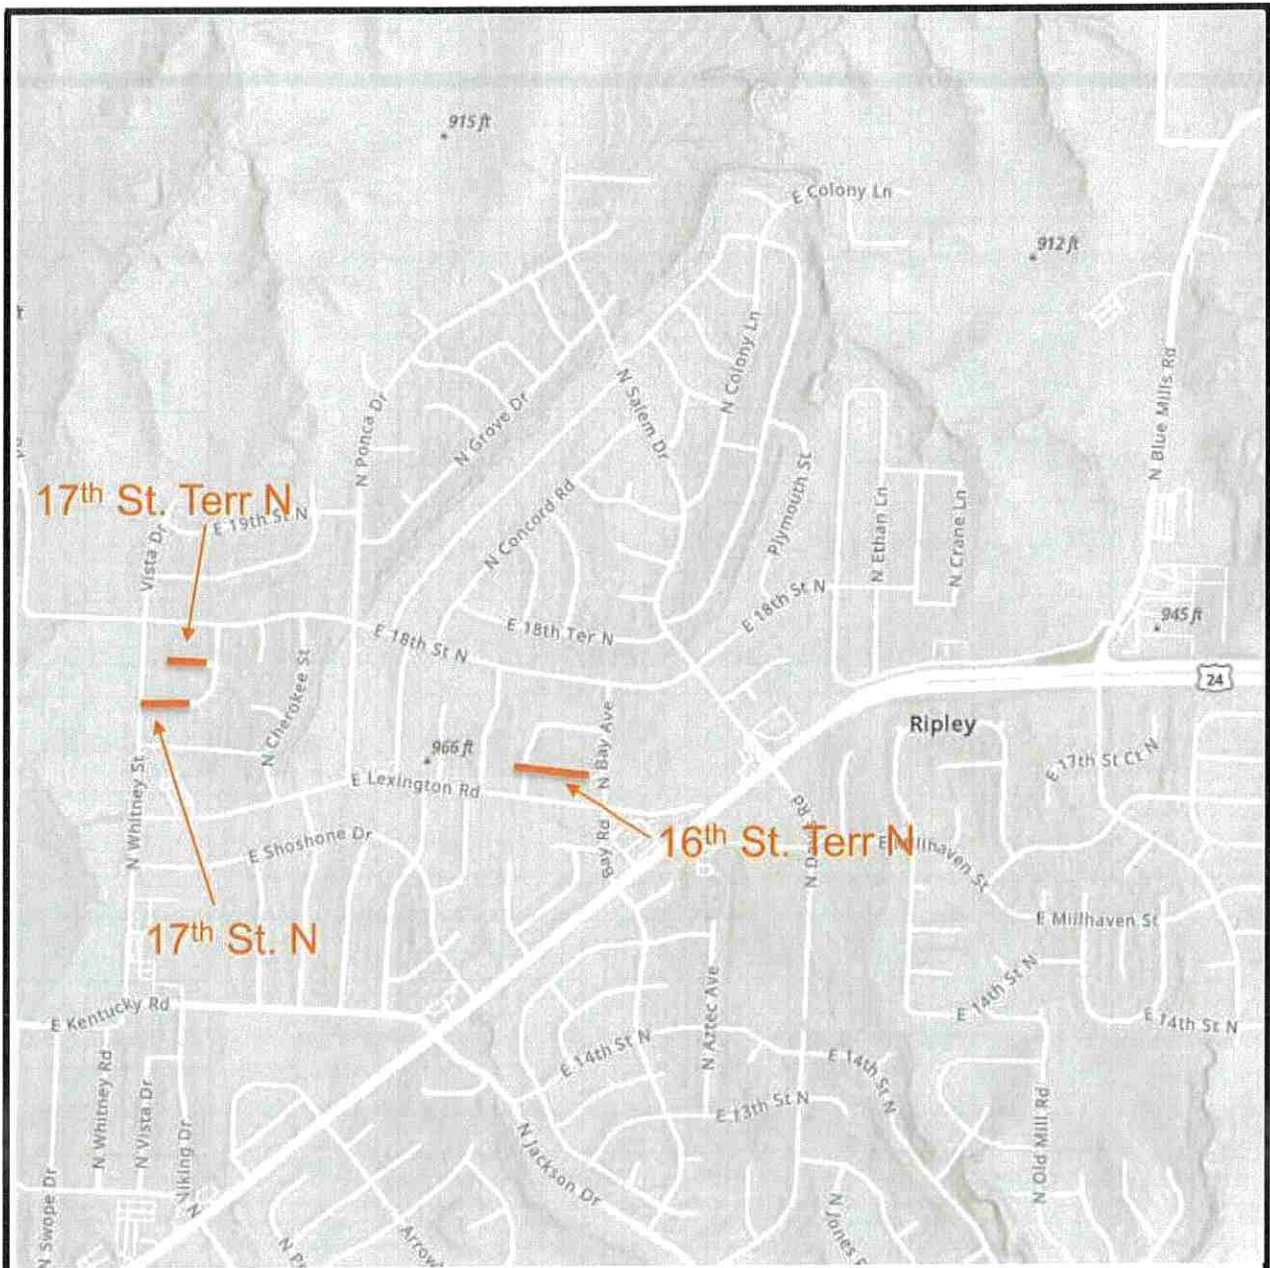 915 ft
E Colony Ln
912 ft
N Blue Mills Rd
N Colony Ln
N Salem Dr
N Ponca Dr
N Grove Dr
17th St. Terr N
E 19th St N
Vista Dr
N Concord Rd
Plymouth St
N Ethan Ln
N Crane Ln
E 18th St N
945 ft
E 18th St N
E 18th Ter N
24
N Cherokee St
Ripley
N Bay Ave
966 ft
E 17th St Ct N
E Lexington Rd
N Whitney St
E Shoshone Dr
Bay Rd
16th St. Terr N
E Millhaven St
17th St. N
E Kentucky Rd
N Aztec Ave
E 14th St N
E 14th St N
E 14th St N
E 14th St N
E 13th St N
N Whitney Rd
N Vista Dr
Viking Dr
N Old Mill Rd
N Jackson Dr
N Swope Dr
N Jones